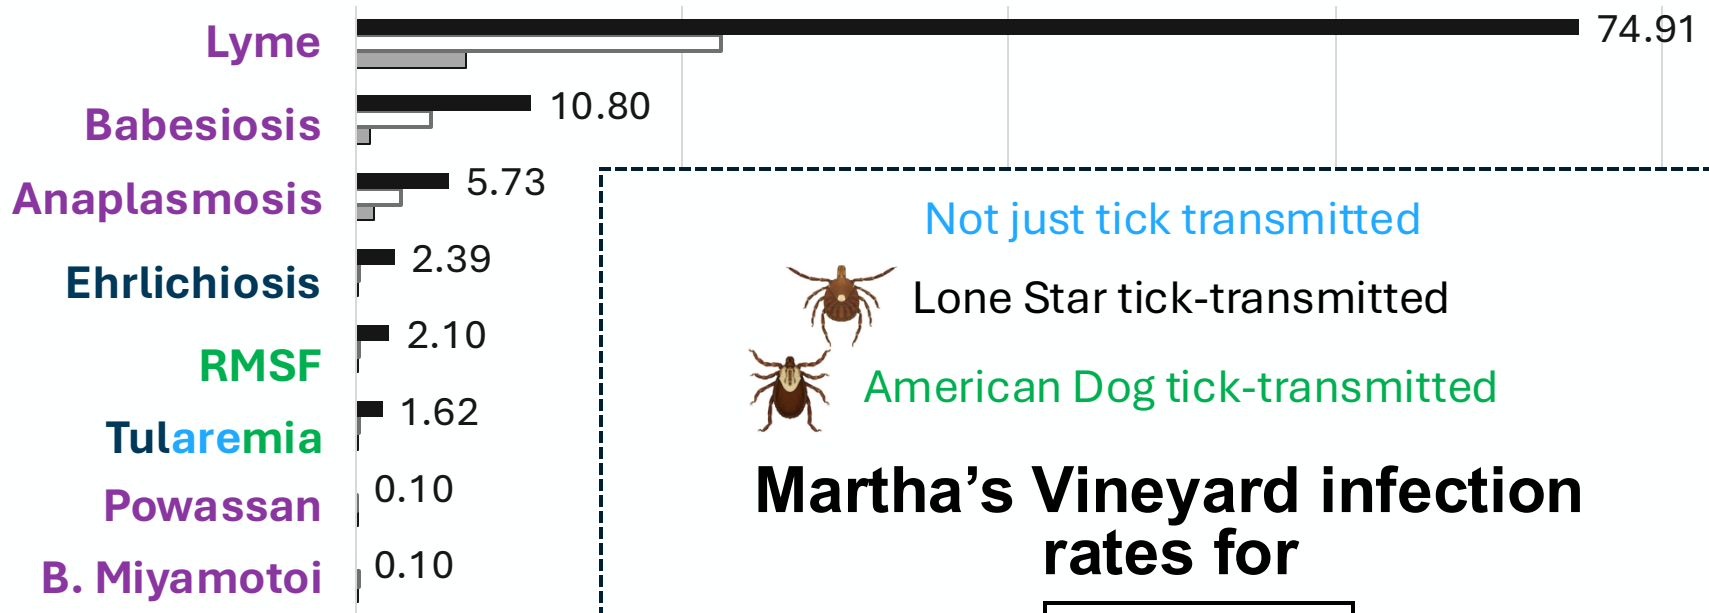 Lyme 74.91
Babesiosis 10.80
Anaplasmosis 5.73
Ehrlichiosis 2.39
RMSF 2.10
Tularemia 1.62
Powassan 0.10
B. Miyamotoi 0.10
Not just tick transmitted
Lone Star tick-transmitted
American Dog tick-transmitted
Martha’s Vineyard infection
rates for